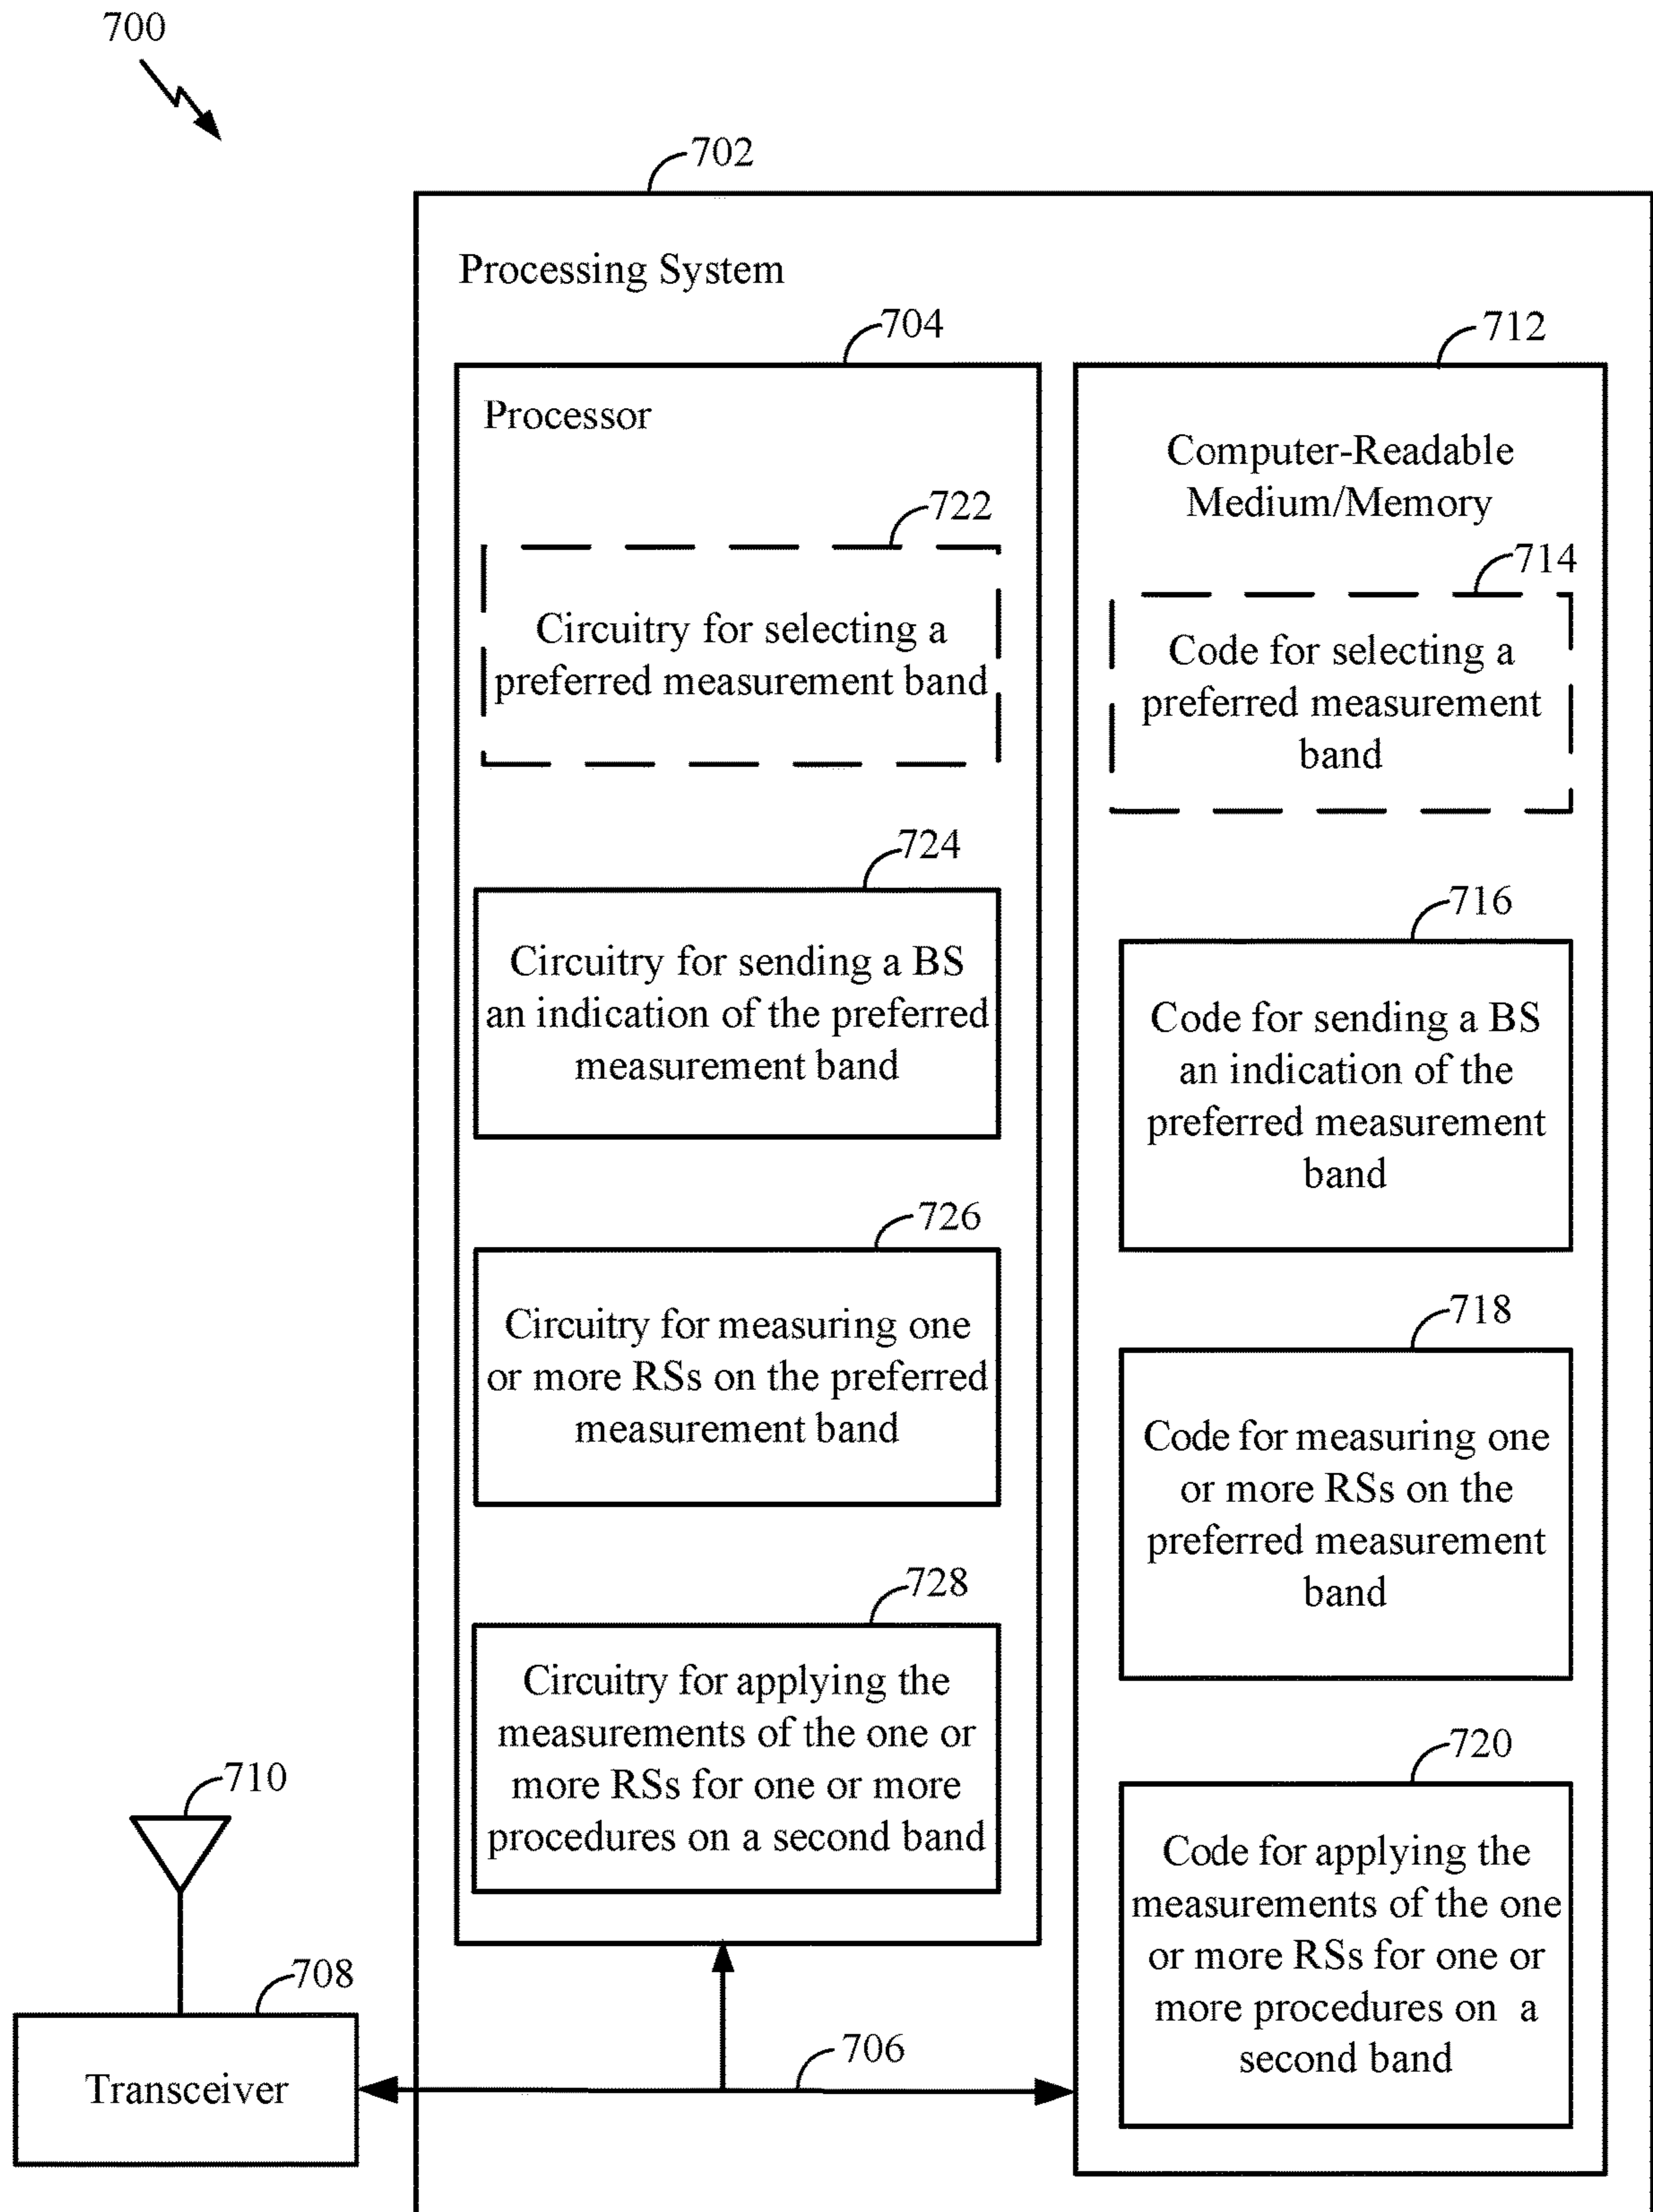 700
702
Processing System
704
Processor
722
Circuitry for selecting a
preferred measurement band
724
Circuitry for sending a BS
an indication of the preferred
measurement band
726
Circuitry for measuring one
or more RSs on the preferred
measurement band
728
Circuitry for applying the
measurements of the one or
more RSs for one or more
procedures on a second band
712
Computer-Readable
Medium/Memory
714
Code for selecting a
preferred measurement
band
716
Code for sending a BS
an indication of the
preferred measurement
band
718
Code for measuring one
or more RSs on the
preferred measurement
band
720
Code for applying the
measurements of the one
or more RSs for one or
more procedures on a
second band
710
708
Transceiver
706